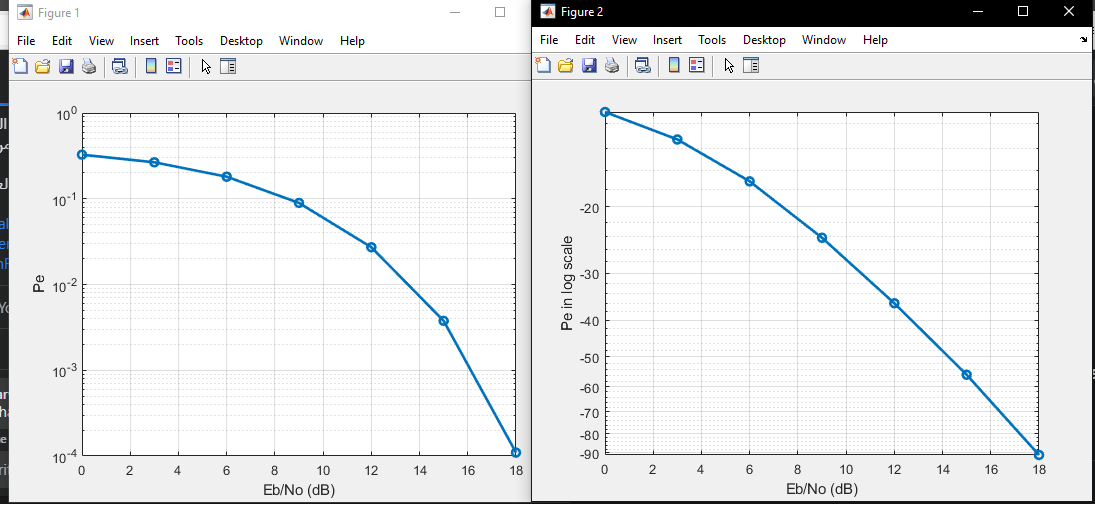 Figure 1
File Edit View Insert Tools Desktop Window Help
10^0
10^-1
10^-2
10^-3
10^-4
Pe
0 2 4 6 8 10 12 14 16 18
Eb/No (dB)
Figure 2
File Edit View Insert Tools Desktop Window Help
-20
-30
-40
-50
-60
-70
-80
-90
Pe in log scale
0 2 4 6 8 10 12 14 16 18
Eb/No (dB)